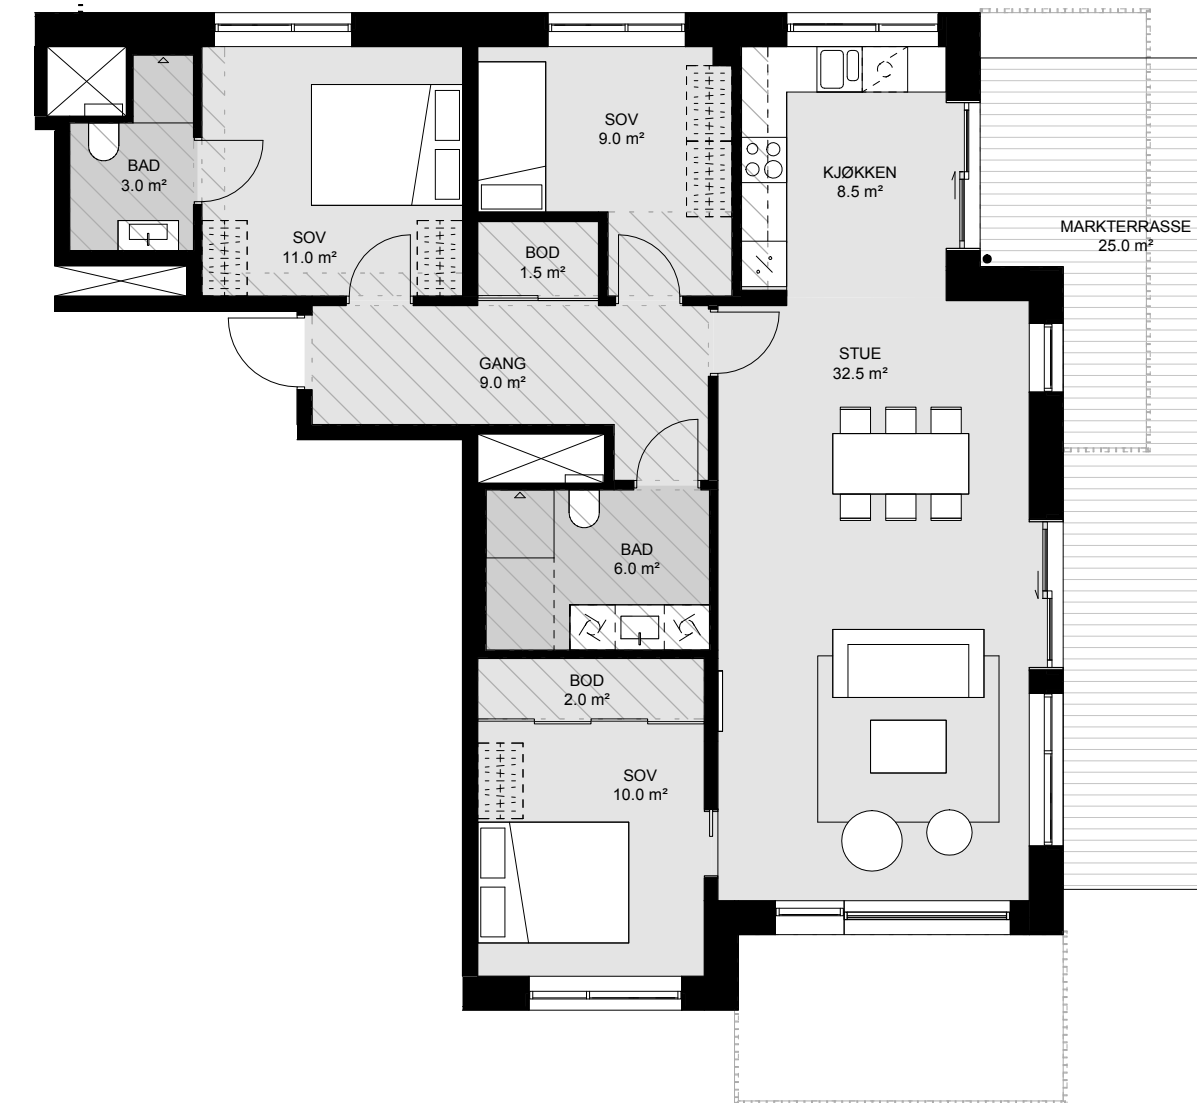 SOV
9.0 m²
BAD
3.0 m²
KJØKKEN
8.5 m²
MARKTERRASSE
25.0 m²
SOV
11.0 m²
BOD
1.5 m²
GANG
9.0 m²
STUE
32.5 m²
BAD
6.0 m²
BOD
2.0 m²
SOV
10.0 m²